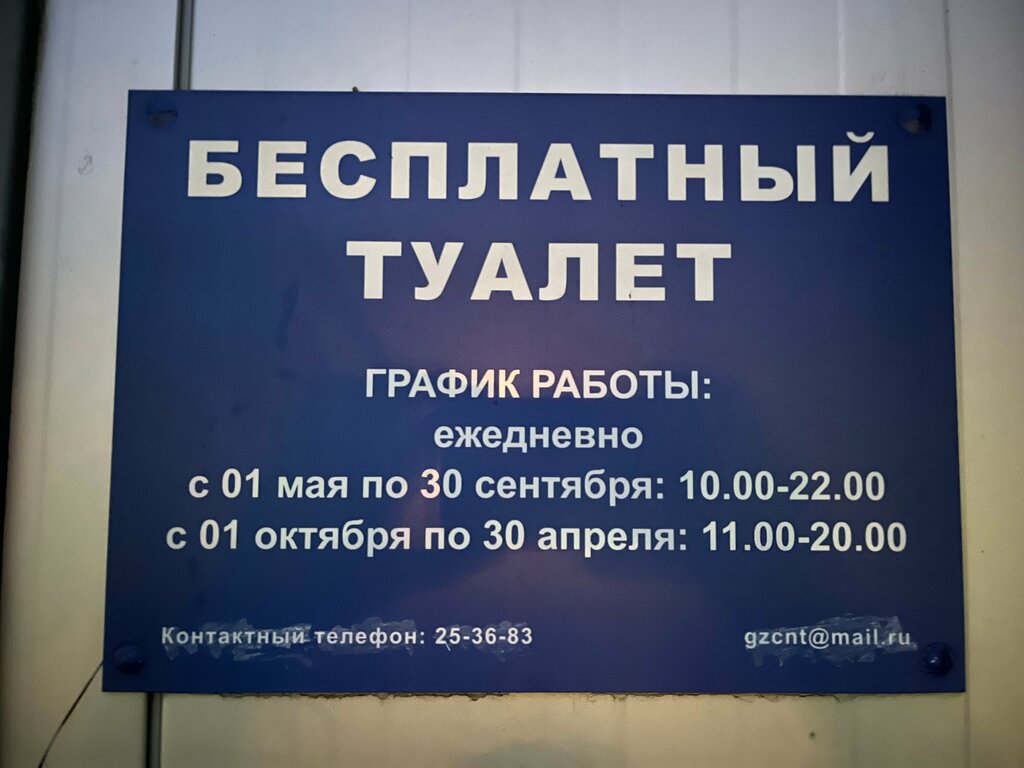 БЕСПЛАТНЫЙ
ТУАЛЕТ
ГРАФИК РАБОТЫ:
ежедневно
с 01 мая по 30 сентября: 10.00-22.00
с 01 октября по 30 апреля: 11.00-20.00
Контактный телефон: 25-36-83 gzcnt@mail.ru